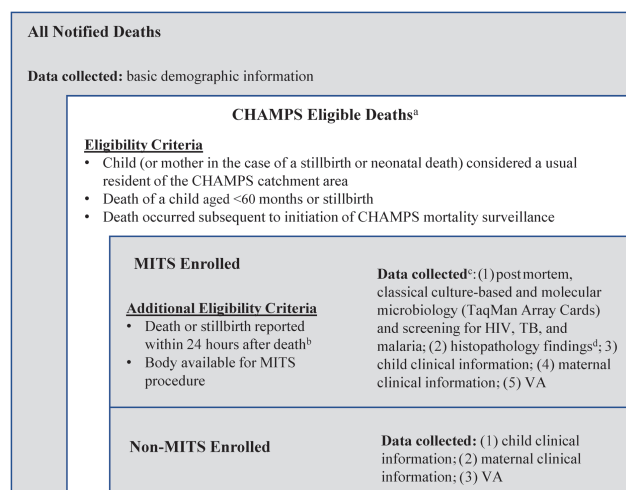 All Notified Deaths
Data collected: basic demographic information
CHAMPS Eligible Deathsᵃ
Eligibility Criteria
• Child (or mother in the case of a stillbirth or neonatal death) considered a usual
resident of the CHAMPS catchment area
• Death of a child aged <60 months or stillbirth
• Death occurred subsequent to initiation of CHAMPS mortality surveillance
MITS Enrolled
Additional Eligibility Criteria
• Death or stillbirth reported
within 24 hours after deathᵇ
• Body available for MITS
procedure
Data collectedᶜ: (1) postmortem,
classical culture-based and molecular
microbiology (TaqMan Array Cards)
and screening for HIV, TB, and
malaria; (2) histopathology findingsᵈ; 3)
child clinical information; (4) maternal
clinical information; (5) VA
Non-MITS Enrolled
Data collected: (1) child clinical
information; (2) maternal clinical
information; (3) VA